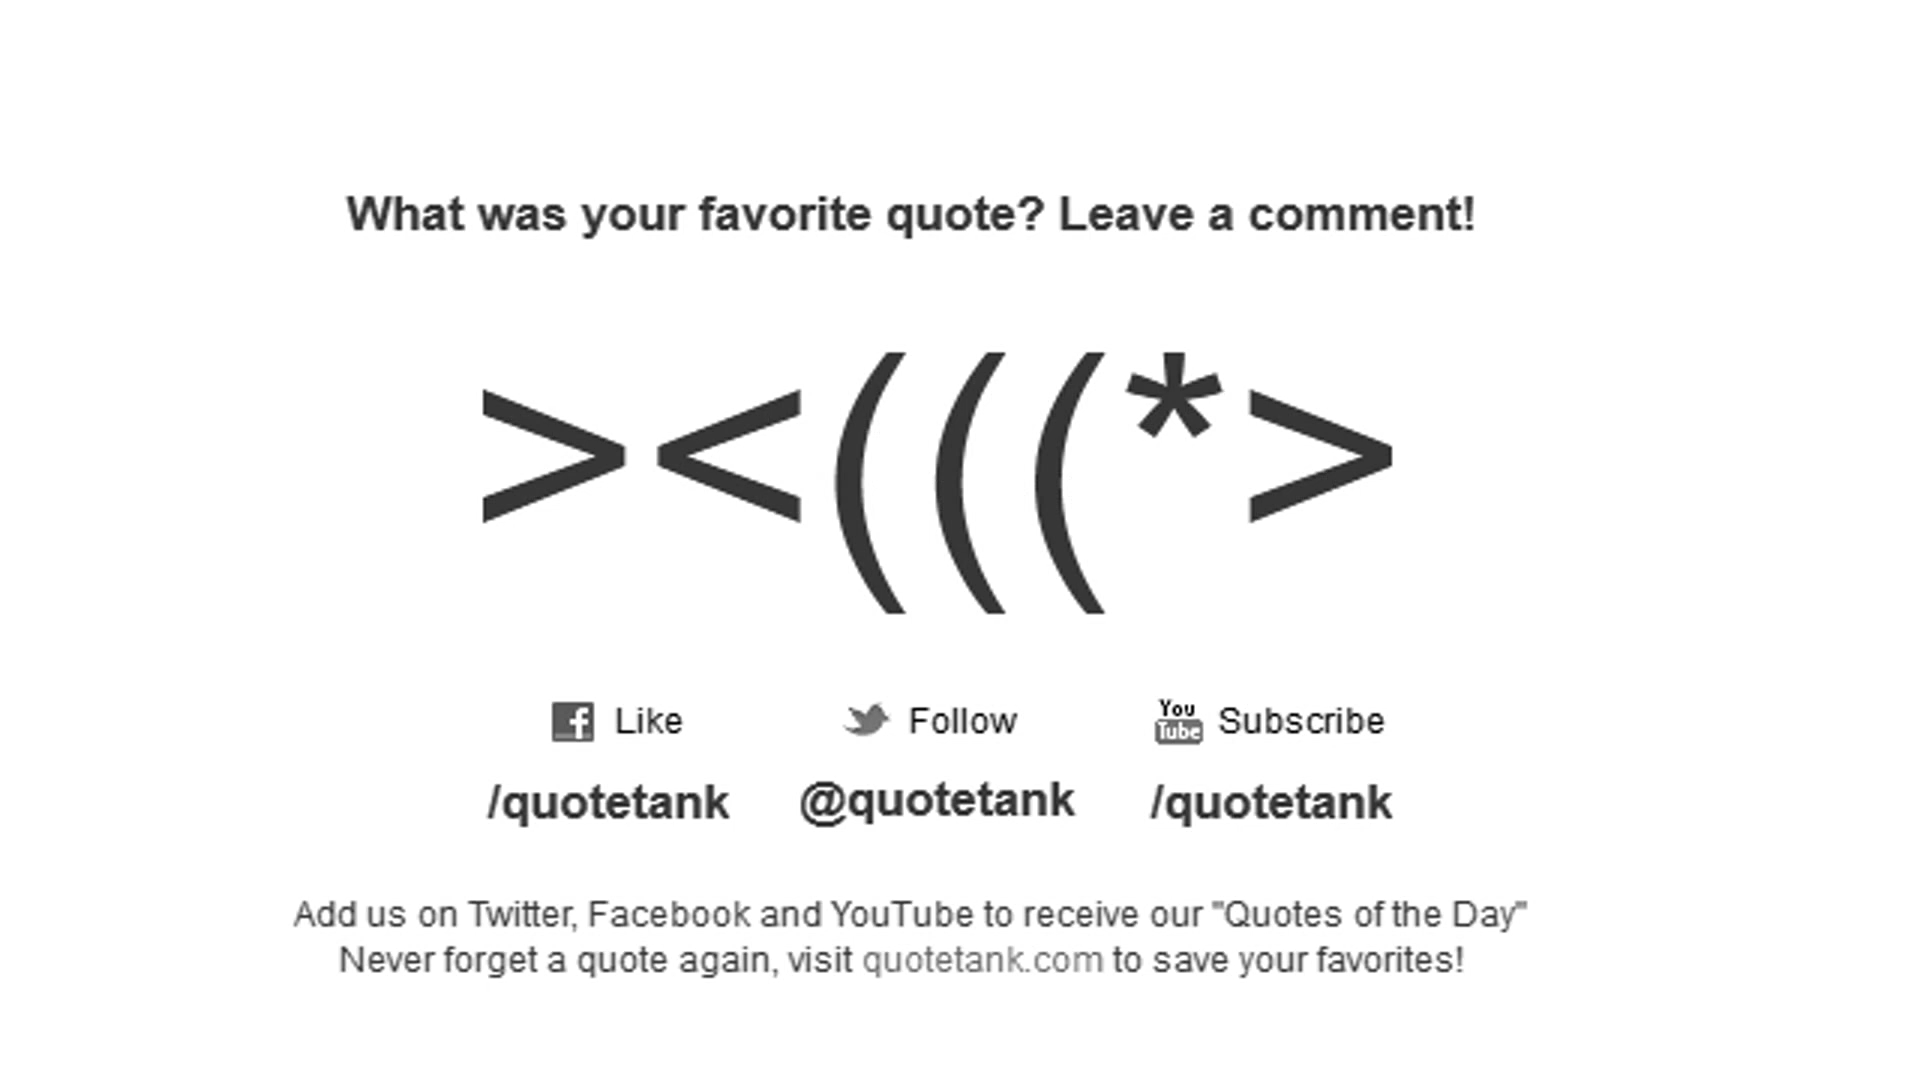 What was your favorite quote? Leave a comment!
><(((*>
f Like Follow You Tube Subscribe
/quotetank @quotetank /quotetank
Add us on Twitter, Facebook and YouTube to receive our "Quotes of the Day"
Never forget a quote again, visit quotetank.com to save your favorites!